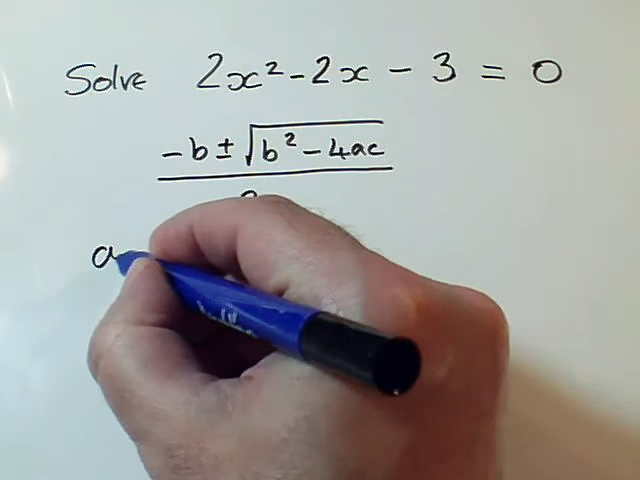 Solve 2x² - 2x - 3 = 0
-b ± √b² - 4ac
a